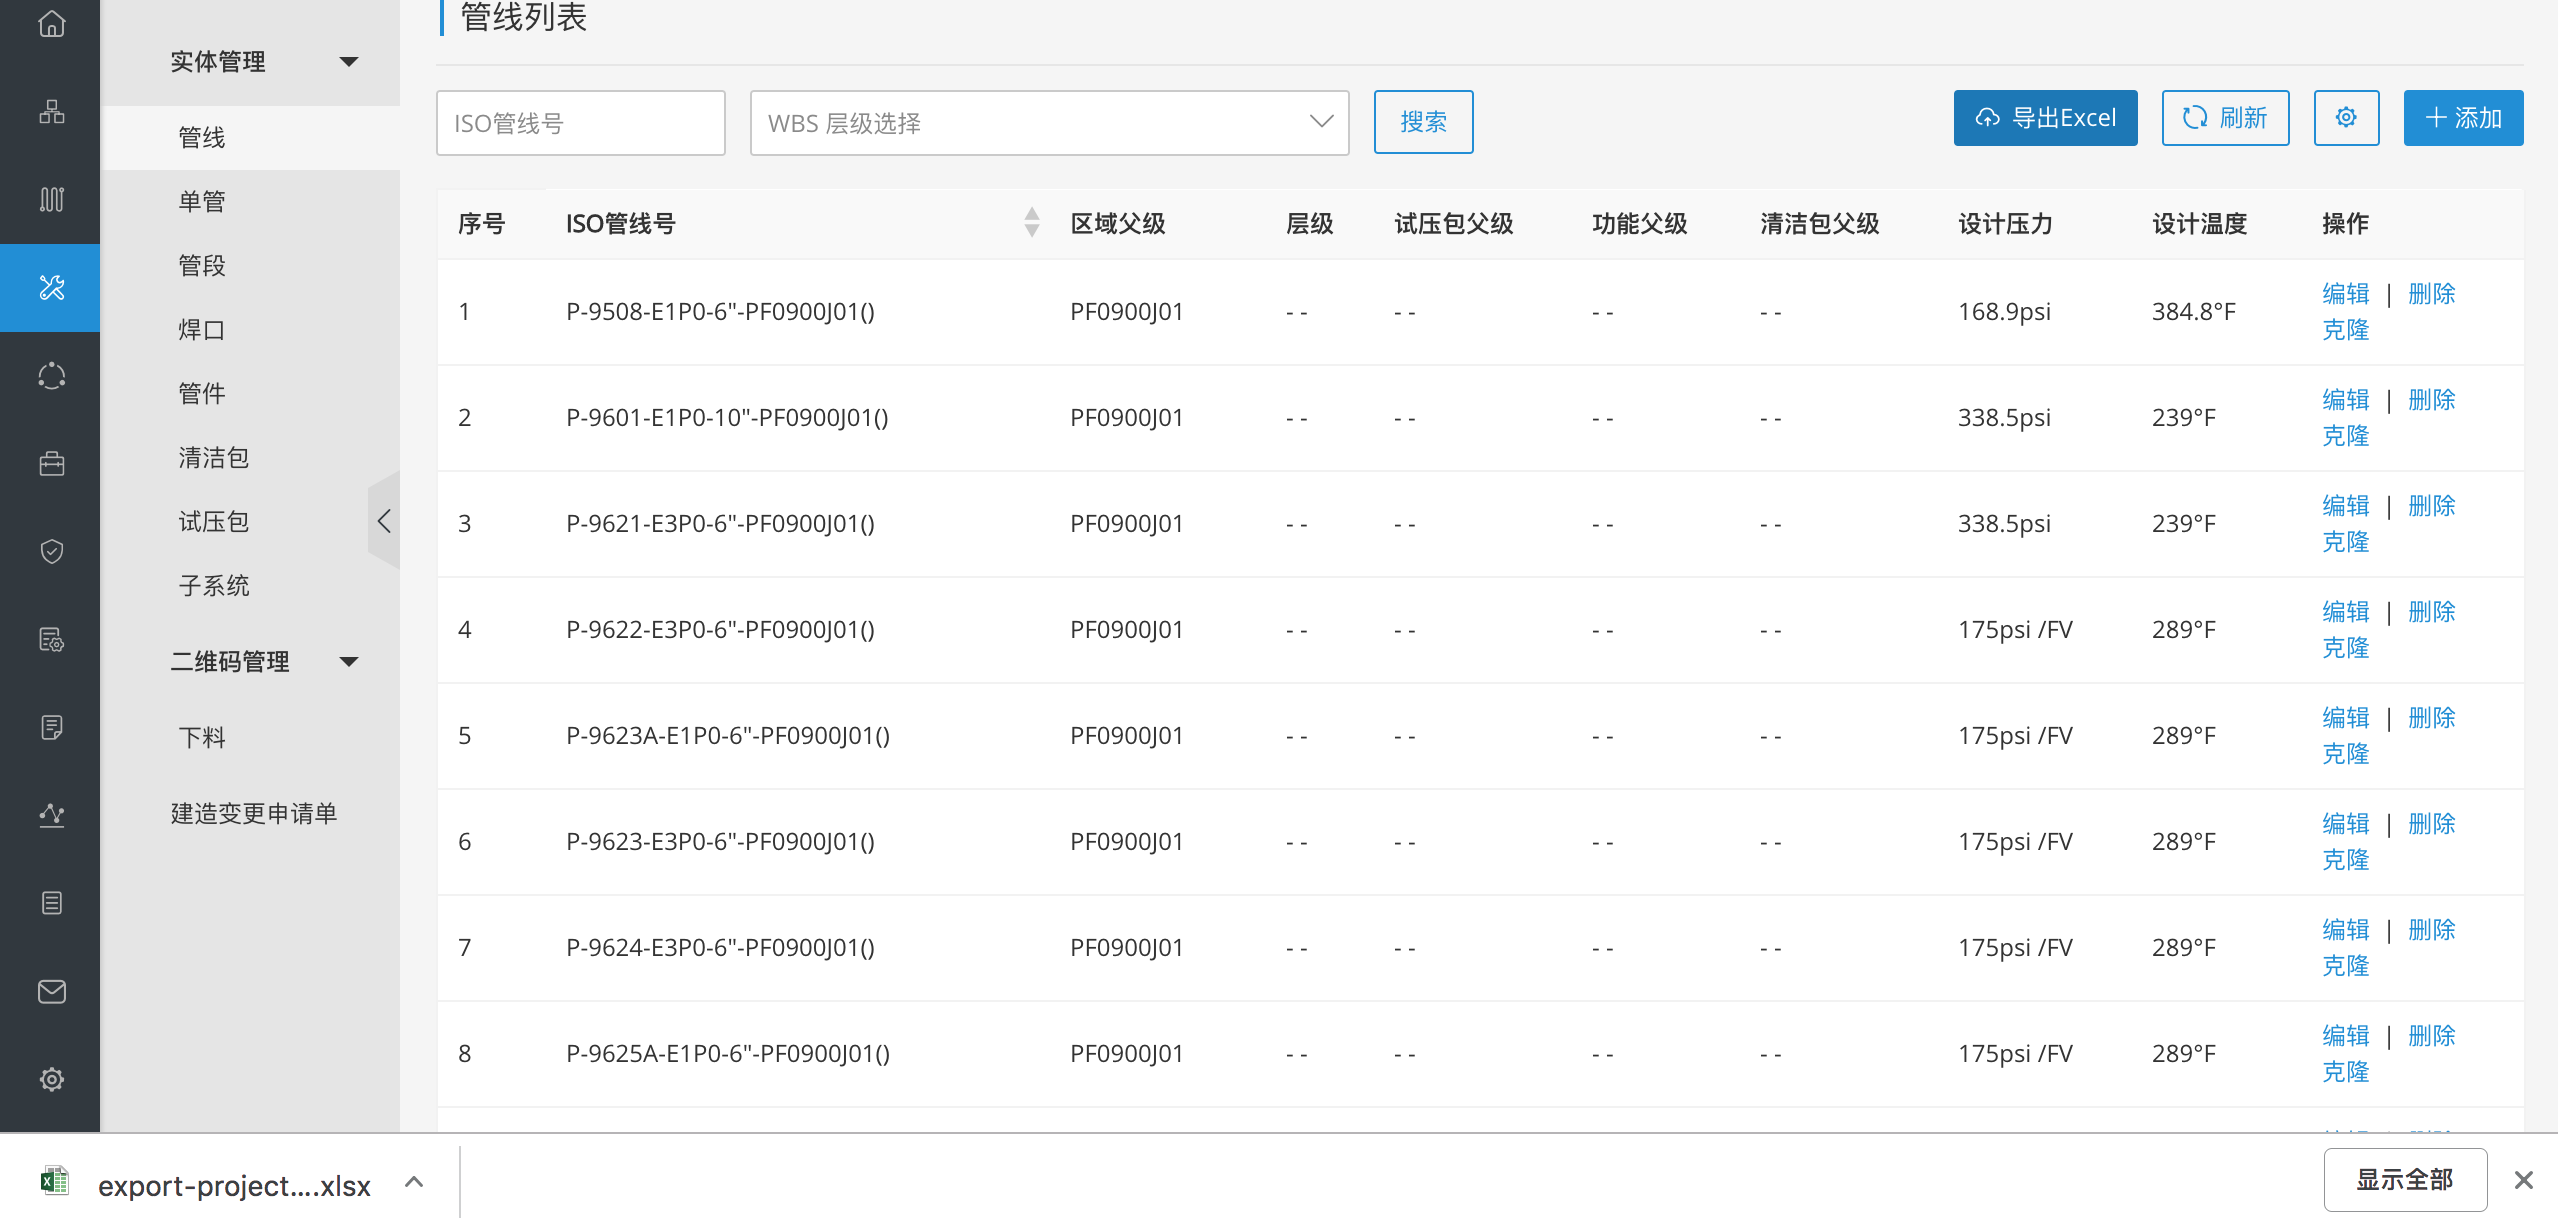 管线列表
实体管理
管线
单管
管段
焊口
管件
清洁包
试压包
子系统
二维码管理
下料
建造变更申请单
ISO管线号 WBS 层级选择 搜索 导出Excel 刷新 添加
序号 ISO管线号 区域父级 层级 试压包父级 功能父级 清洁包父级 设计压力 设计温度 操作
1 P-9508-E1P0-6"-PF0900J01() PF0900J01 - - - - - - - - 168.9psi 384.8°F 编辑 | 删除
克隆
2 P-9601-E1P0-10"-PF0900J01() PF0900J01 - - - - - - - - 338.5psi 239°F 编辑 | 删除
克隆
3 P-9621-E3P0-6"-PF0900J01() PF0900J01 - - - - - - - - 338.5psi 239°F 编辑 | 删除
克隆
4 P-9622-E3P0-6"-PF0900J01() PF0900J01 - - - - - - - - 175psi /FV 289°F 编辑 | 删除
克隆
5 P-9623A-E1P0-6"-PF0900J01() PF0900J01 - - - - - - - - 175psi /FV 289°F 编辑 | 删除
克隆
6 P-9623-E3P0-6"-PF0900J01() PF0900J01 - - - - - - - - 175psi /FV 289°F 编辑 | 删除
克隆
7 P-9624-E3P0-6"-PF0900J01() PF0900J01 - - - - - - - - 175psi /FV 289°F 编辑 | 删除
克隆
8 P-9625A-E1P0-6"-PF0900J01() PF0900J01 - - - - - - - - 175psi /FV 289°F 编辑 | 删除
克隆
export-project....xlsx 显示全部